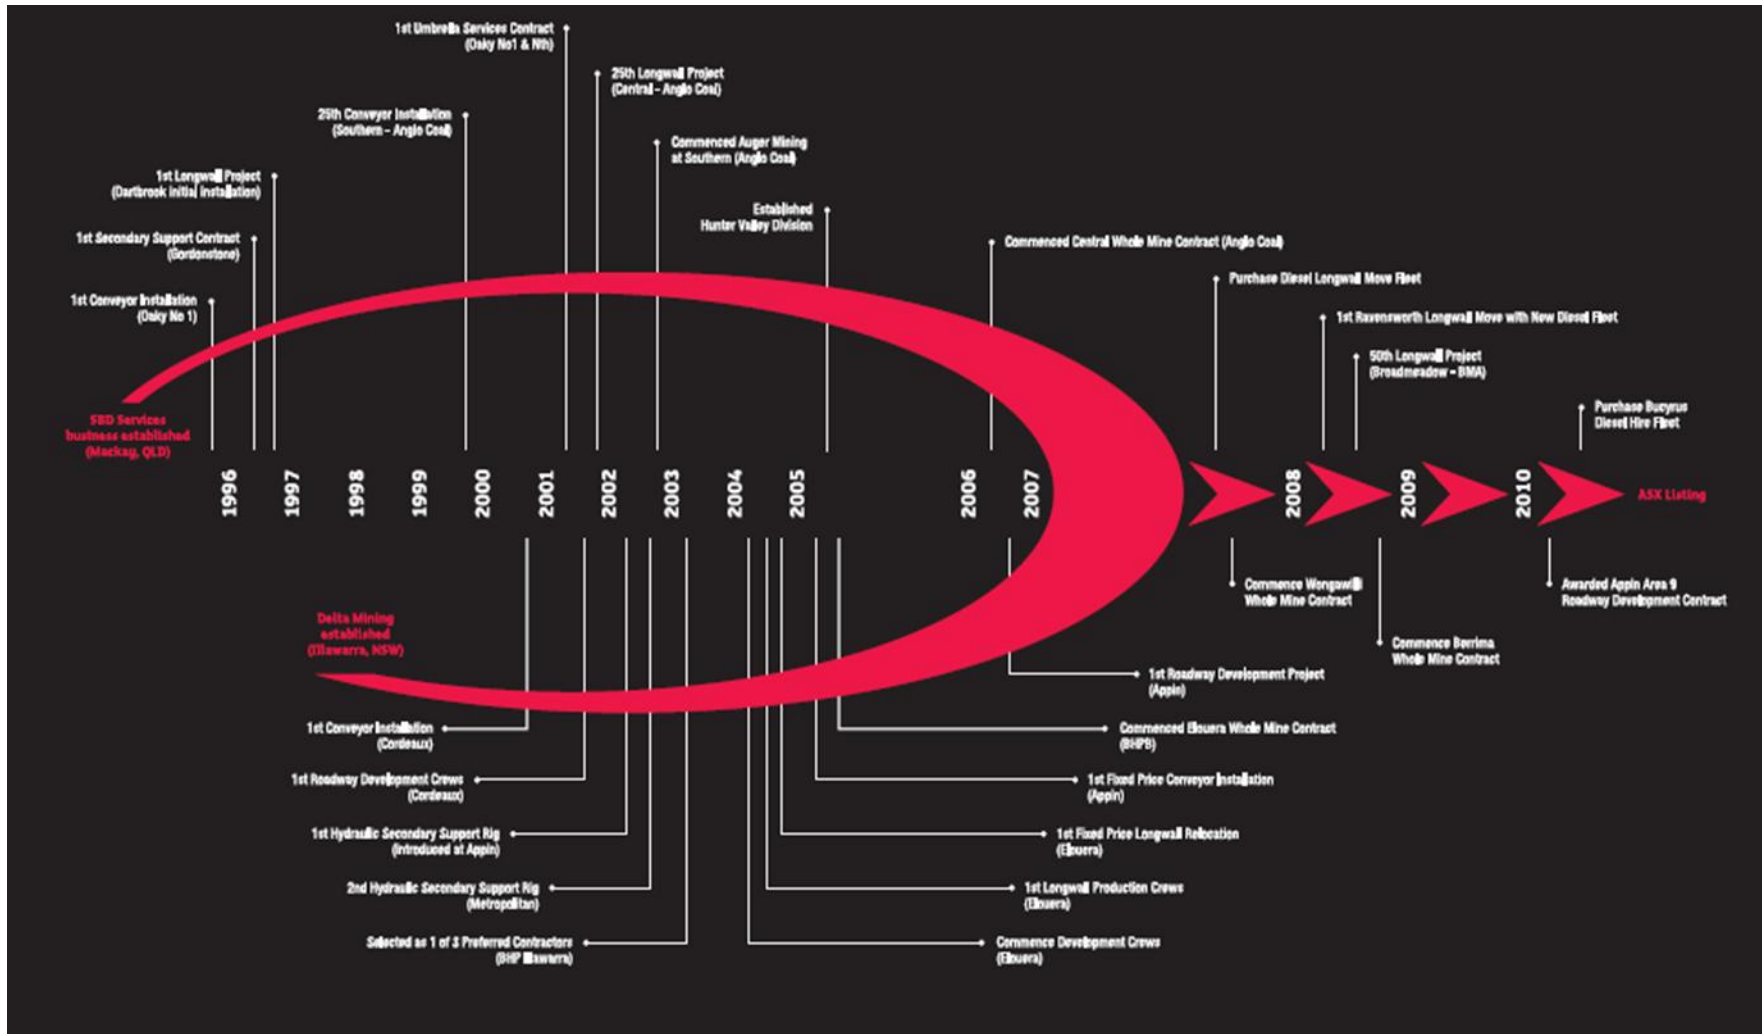 1st Umbrella Services Contract
(Oaky No1 & Nth)
25th Longwall Project
(Central – Anglo Coal)
25th Conveyor Installation
(Southern – Anglo Coal)
Commenced Auger Mining
at Southern (Anglo Coal)
1st Longwall Project
(Dartbrook initial installation)
Established
Hunter Valley Division
1st Secondary Support Contract
(Gordonstone)
Commenced Central Whole Mine Contract (Anglo Coal)
Purchase Diesel Longwall Move Fleet
1st Conveyor Installation
(Oaky No 1)
1st Ravensworth Longwall Move with New Diesel Fleet
50th Longwall Project
(Broadmeadow – BMA)
Purchase Bucyrus
Diesel Hire Fleet
SBD Services
business established
(Mackay, QLD)
1996
1997
1998
1999
2000
2001
2002
2003
2004
2005
2006
2007
2008
2009
2010
ASX Listing
Commence Wongawilli
Whole Mine Contract
Awarded Appin Area 9
Roadway Development Contract
Delta Mining
established
(Illawarra, NSW)
Commence Berrima
Whole Mine Contract
1st Roadway Development Project
(Appin)
1st Conveyor Installation
(Cordeaux)
Commenced Elouera Whole Mine Contract
(BHPB)
1st Roadway Development Crews
(Cordeaux)
1st Fixed Price Conveyor Installation
(Appin)
1st Hydraulic Secondary Support Rig
(Introduced at Appin)
1st Fixed Price Longwall Relocation
(Elouera)
2nd Hydraulic Secondary Support Rig
(Metropolitan)
1st Longwall Production Crews
(Elouera)
Selected as 1 of 3 Preferred Contractors
(BHP Illawarra)
Commence Development Crews
(Elouera)